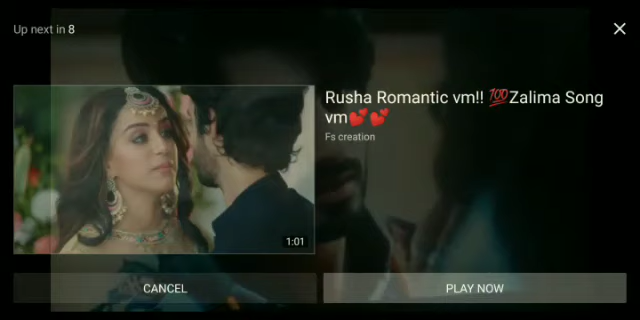 Up next in 8
Rusha Romantic vm!! 💯Zalima Song
vm💕💕
Fs creation
1:01
CANCEL
PLAY NOW